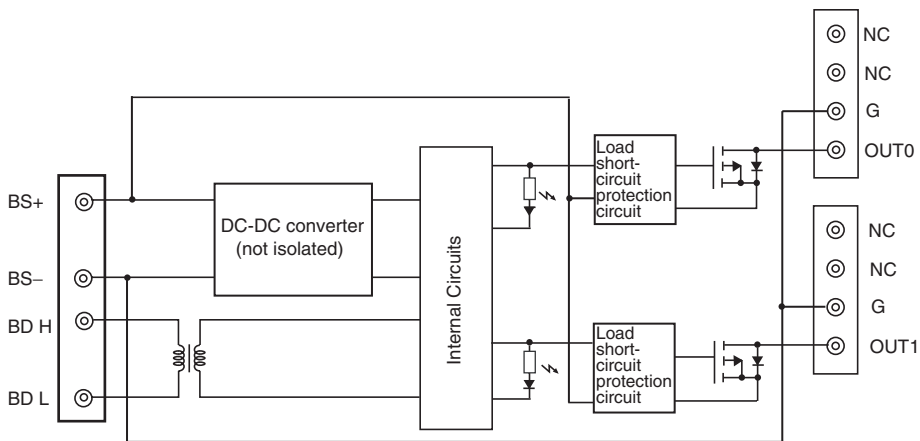 NC
NC
G
OUT0
Load
short-
circuit
protection
circuit
BS+
BS−
BD H
BD L
DC-DC converter
(not isolated)
Internal Circuits
NC
NC
G
OUT1
Load
short-
circuit
protection
circuit